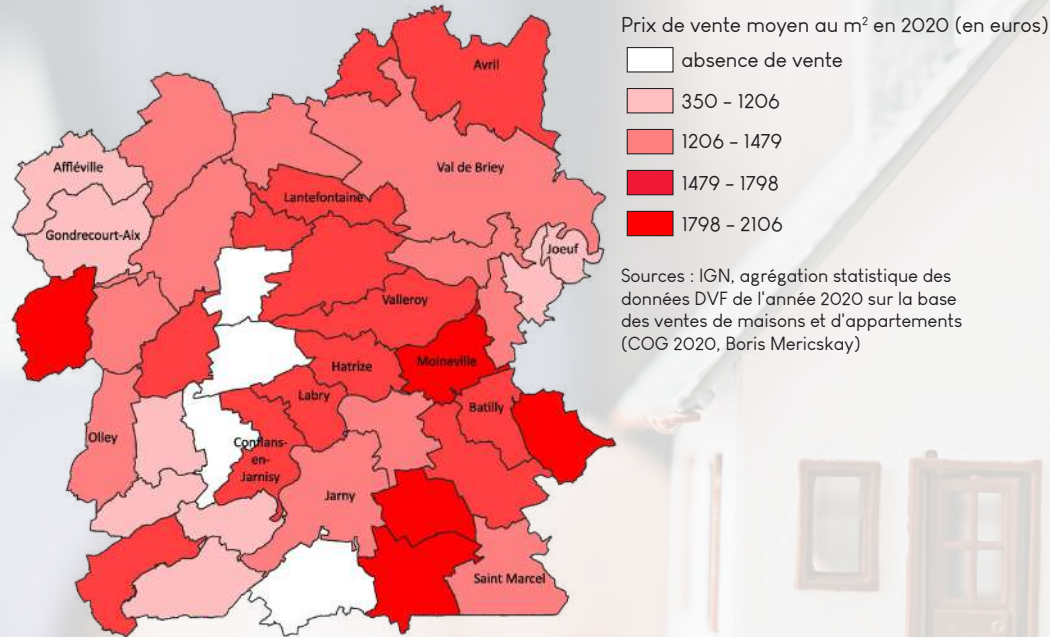 Prix de vente moyen au m² en 2020 (en euros)
absence de vente
350 - 1206
1206 - 1479
1479 - 1798
1798 - 2106
Sources : IGN, agrégation statistique des
données DVF de l'année 2020 sur la base
des ventes de maisons et d'appartements
(COG 2020, Boris Mericskay)
Avril
Affléville
Val de Briey
Lantefontaine
Gondrecourt-Aix
Joeuf
Valleroy
Moineville
Hatrize
Labry
Batilly
Olley
Conflans-
en-
Jarnisy
Jarny
Saint Marcel